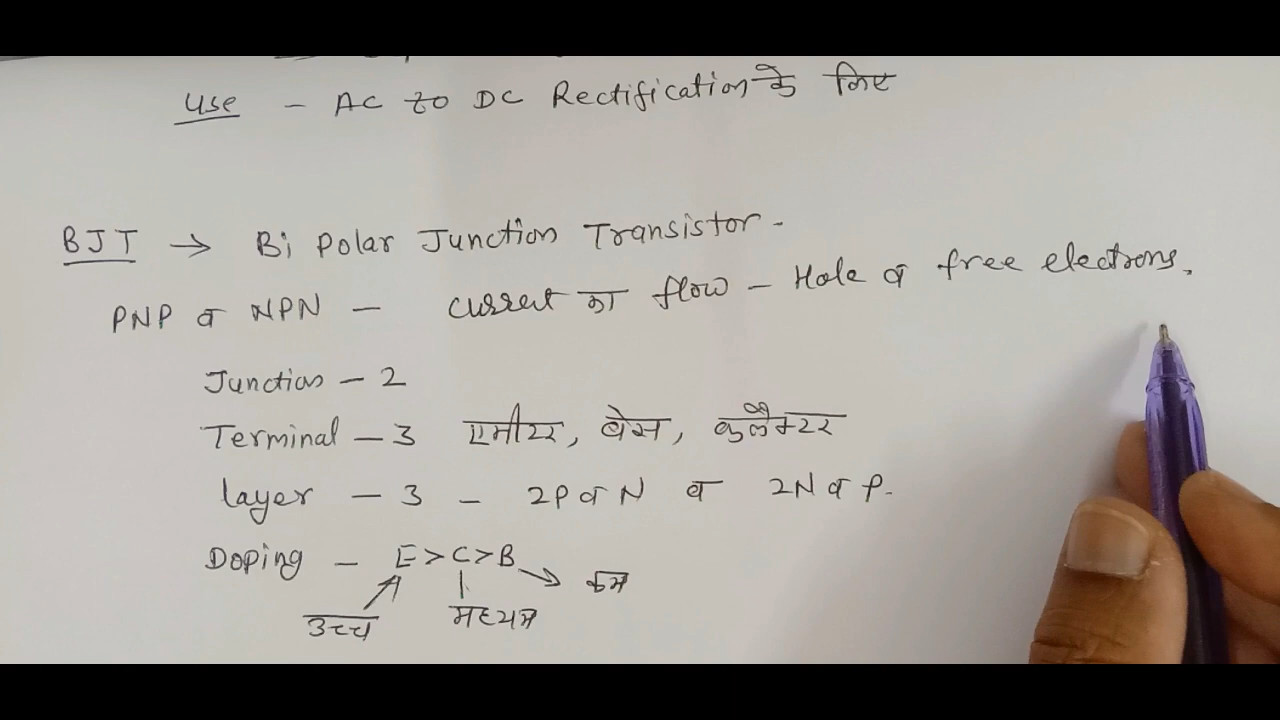 Use - AC to DC Rectification के लिए
BJT → Bi Polar Junction Transistor -
PNP व NPN - current का flow - Hole व free electrons.
Junction - 2
Terminal - 3 एमीटर, बेस, कुलैक्टर
layer - 3 - 2P व N व 2N व P.
Doping - E > C > B → कम
उच्च मध्यम